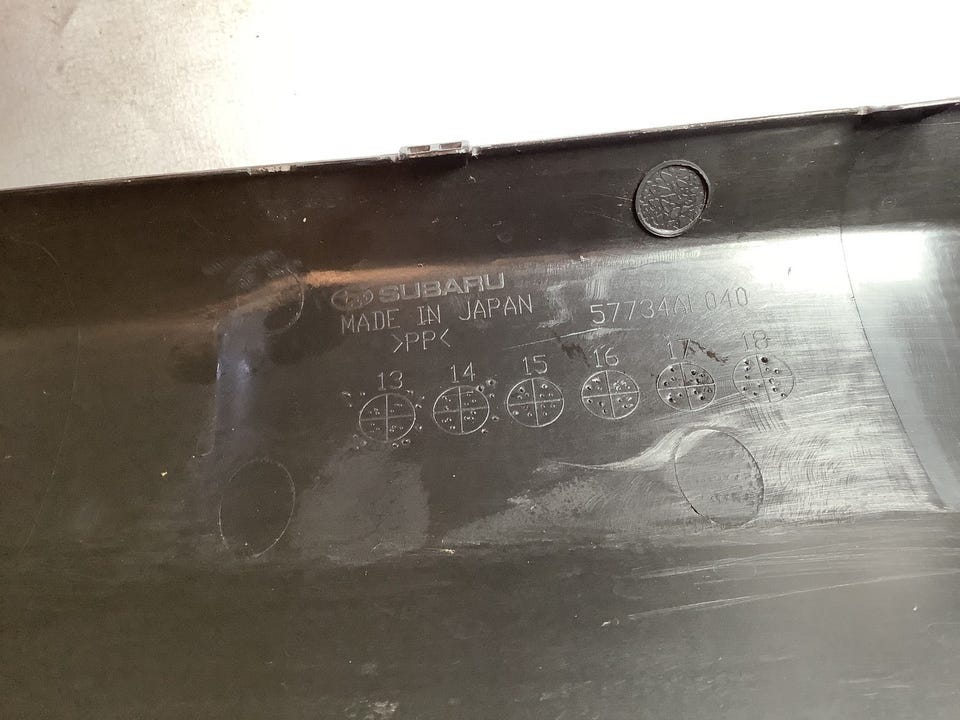 SUBARU
MADE IN JAPAN
57734AL040
>PP<
13 14 15 16 17 18